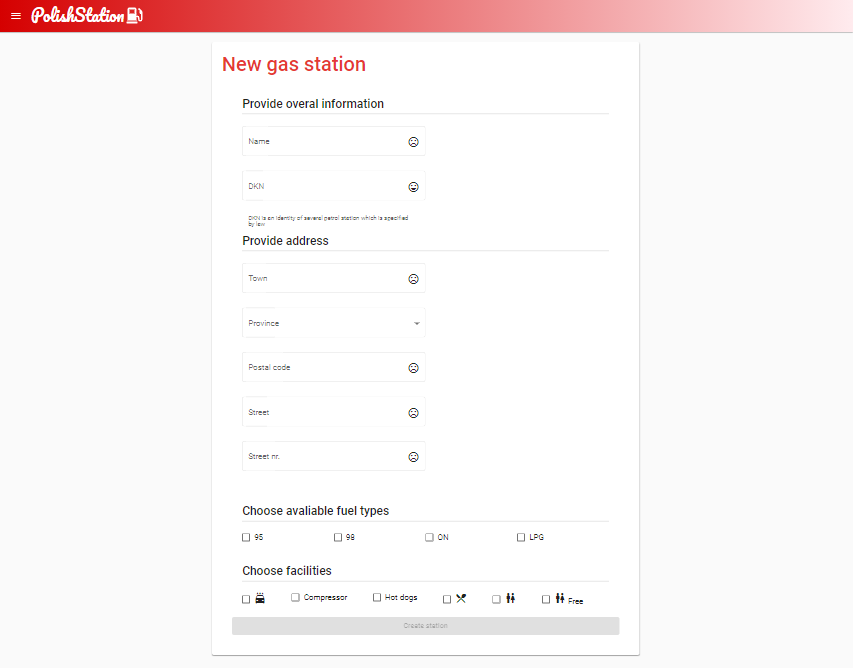 PolishStation
New gas station
Provide overal information
Name
DKN
DKN is an identity of several patrol station which is specified
by law
Provide address
Town
Province
Postal code
Street
Street nr.
Choose avaliable fuel types
95 98 ON LPG
Choose facilities
Compressor Hot dogs Free
Create station